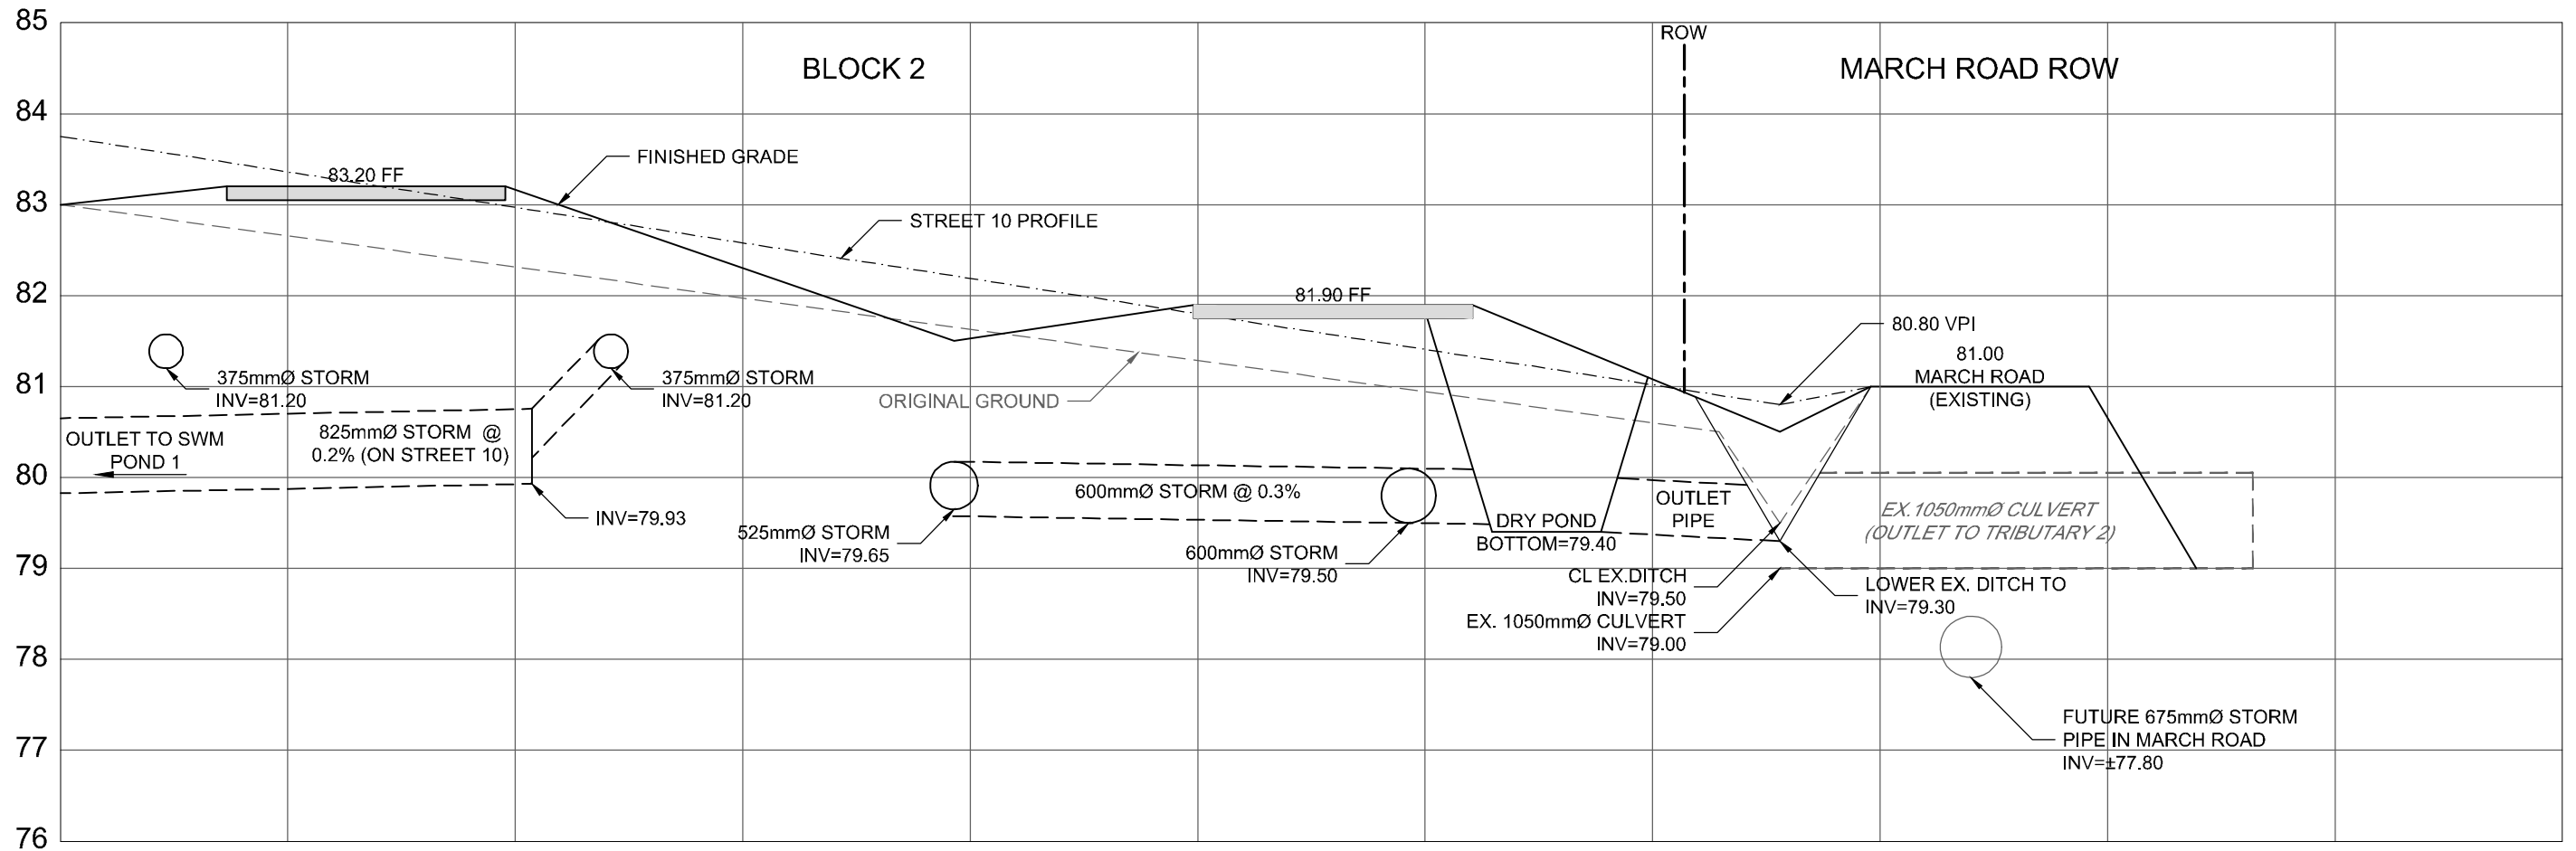 85
84
83
82
81
80
79
78
77
76
BLOCK 2
ROW
MARCH ROAD ROW
FINISHED GRADE
83.20 FF
STREET 10 PROFILE
81.90 FF
80.80 VPI
81.00
MARCH ROAD
(EXISTING)
375mmØ STORM
INV=81.20
375mmØ STORM
INV=81.20
ORIGINAL GROUND
OUTLET TO SWM
POND 1
825mmØ STORM @
0.2% (ON STREET 10)
INV=79.93
525mmØ STORM
INV=79.65
600mmØ STORM @ 0.3%
600mmØ STORM
INV=79.50
DRY POND
BOTTOM=79.40
OUTLET
PIPE
EX.1050mmØ CULVERT
(OUTLET TO TRIBUTARY 2)
CL EX.DITCH
INV=79.50
EX. 1050mmØ CULVERT
INV=79.00
LOWER EX. DITCH TO
INV=79.30
FUTURE 675mmØ STORM
PIPE IN MARCH ROAD
INV=±77.80